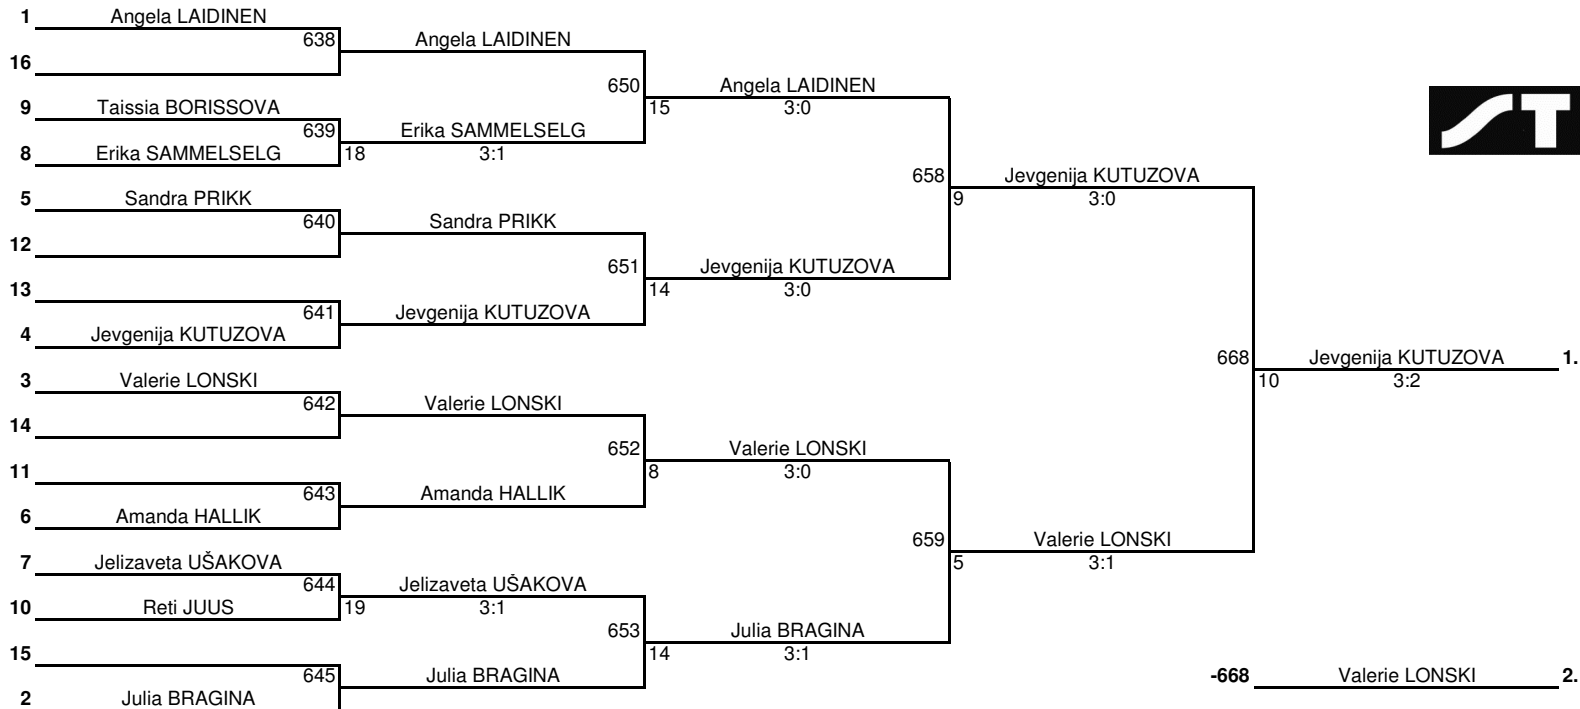 1 Angela LAIDINEN
638 Angela LAIDINEN
16
650 Angela LAIDINEN
9 Taissia BORISSOVA 15 3:0
639 Erika SAMMELSELG
8 Erika SAMMELSELG 18 3:1
ST
658 Jevgenija KUTUZOVA
5 Sandra PRIKK 9 3:0
640 Sandra PRIKK
12
651 Jevgenija KUTUZOVA
13 14 3:0
641 Jevgenija KUTUZOVA
4 Jevgenija KUTUZOVA
668 Jevgenija KUTUZOVA 1.
3 Valerie LONSKI 10 3:2
642 Valerie LONSKI
14
652 Valerie LONSKI
11 8 3:0
643 Amanda HALLIK
6 Amanda HALLIK
659 Valerie LONSKI
7 Jelizaveta UŠAKOVA 5 3:1
644 Jelizaveta UŠAKOVA
10 Reti JUUS 19 3:1
653 Julia BRAGINA
15 14 3:1
645 Julia BRAGINA -668 Valerie LONSKI 2.
2 Julia BRAGINA